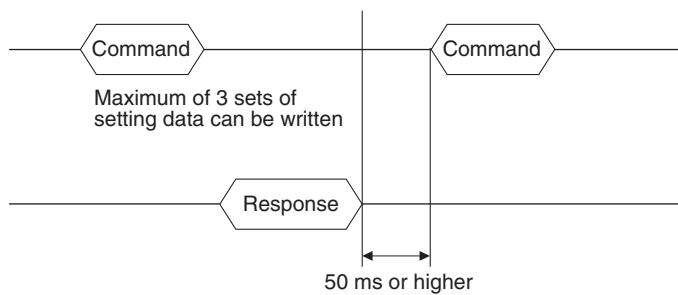 Command
Command
Maximum of 3 sets of
setting data can be written
Response
50 ms or higher